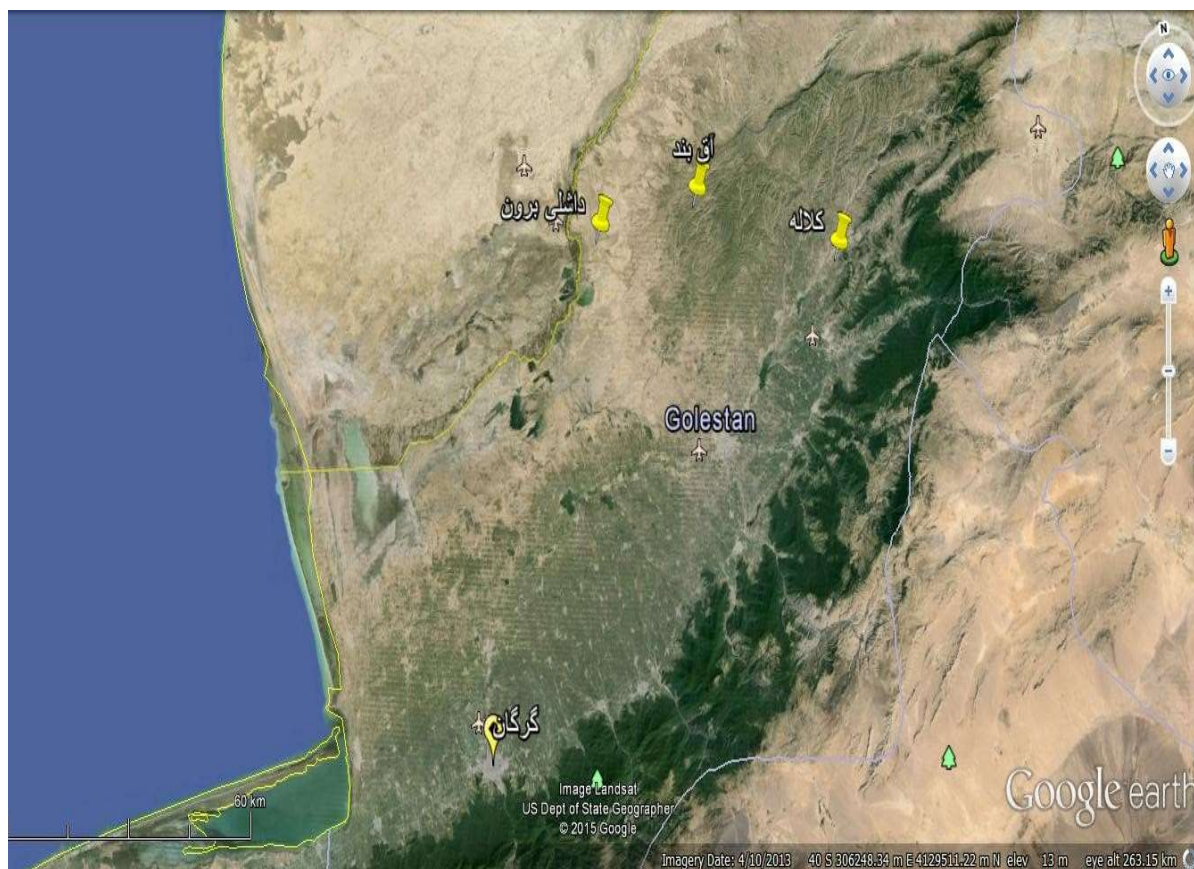 N
آق بند
داشلي برون
كلاله
Golestan
گرگان
60 km
Image Landsat
US Dept of State Geographer
© 2015 Google
Google earth
Imagery Date: 4/10/2013 40 S 306248.34 m E 4129511.22 m N elev 13 m eye alt 263.15 km